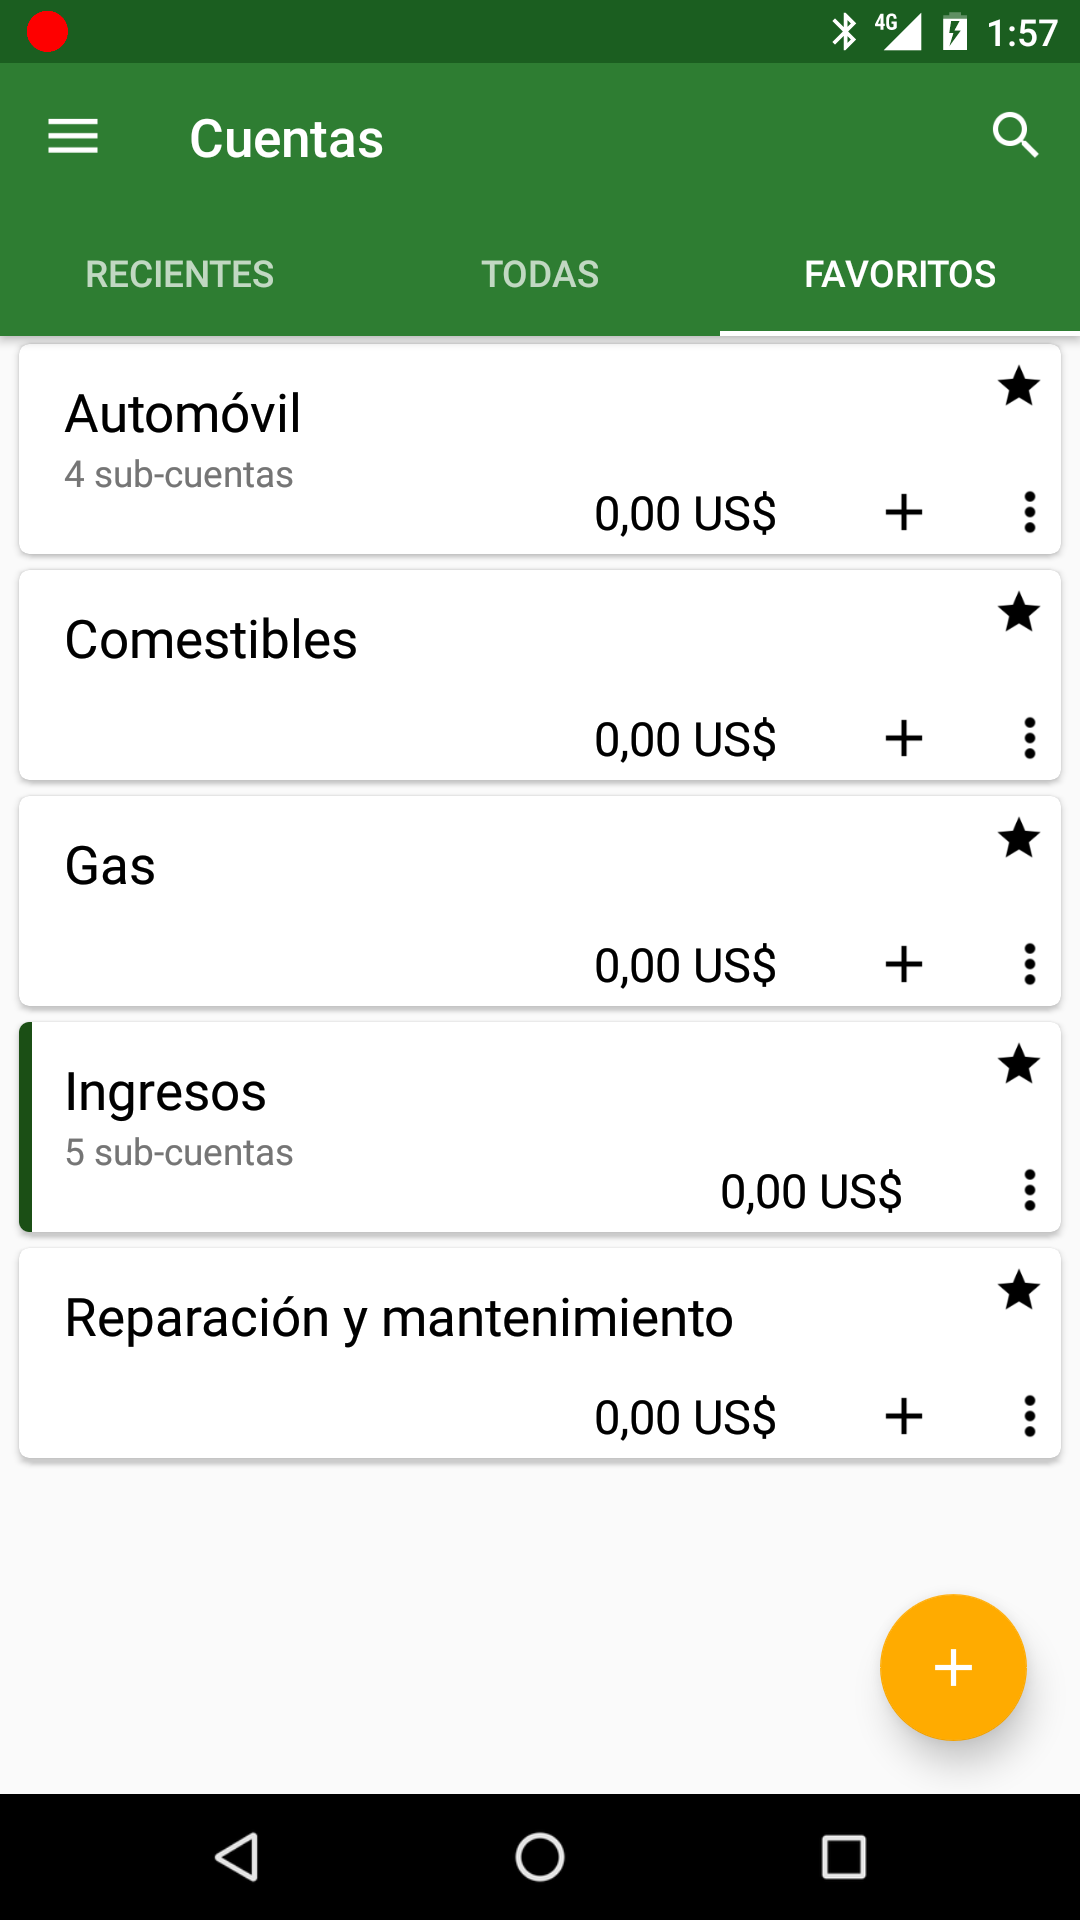 4G 1:57
Cuentas
RECIENTES TODAS FAVORITOS
Automóvil
4 sub-cuentas
0,00 US$
Comestibles
0,00 US$
Gas
0,00 US$
Ingresos
5 sub-cuentas
0,00 US$
Reparación y mantenimiento
0,00 US$